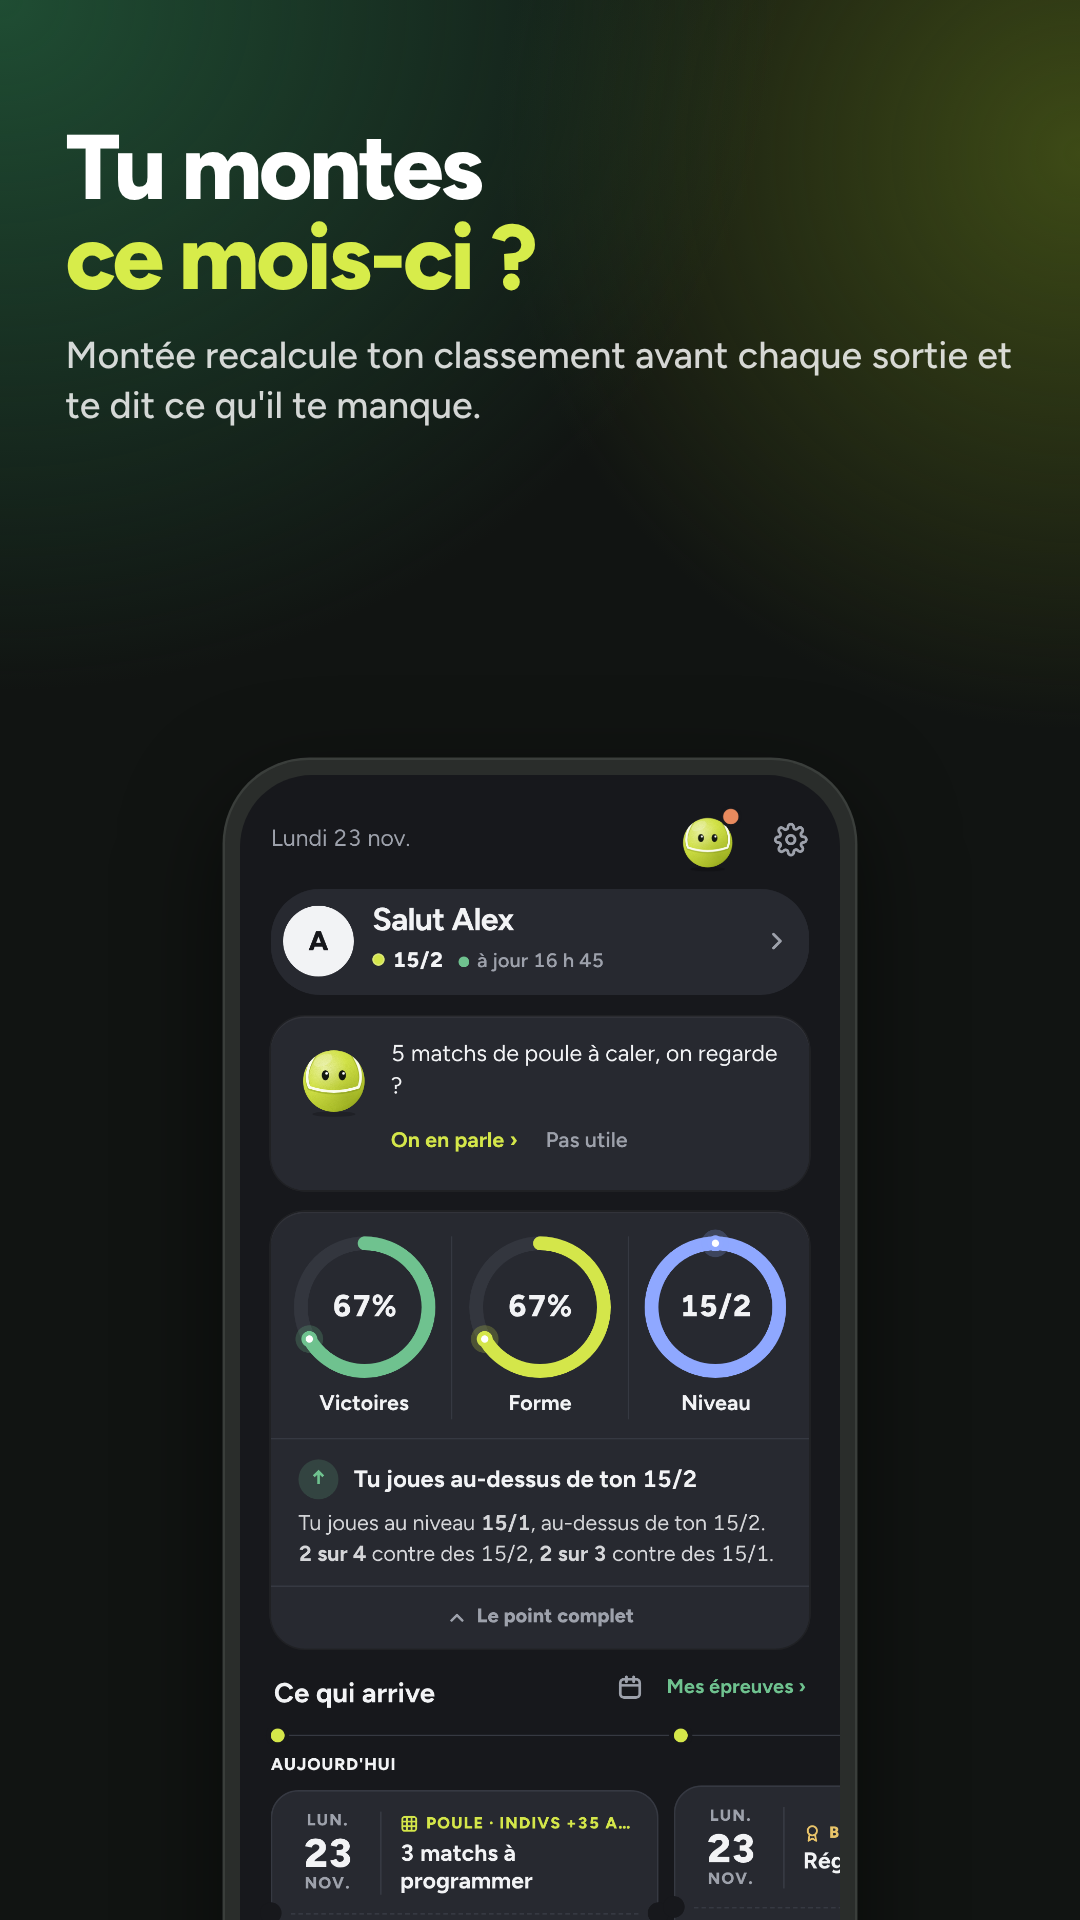 Tu montes
ce mois-ci ?
Montée recalcule ton classement avant chaque sortie et
te dit ce qu'il te manque.
Lundi 23 nov.
A
Salut Alex
15/2 à jour 16 h 45
5 matchs de poule à caler, on regarde
?
On en parle › Pas utile
67% 67% 15/2
Victoires Forme Niveau
Tu joues au-dessus de ton 15/2
Tu joues au niveau 15/1, au-dessus de ton 15/2.
2 sur 4 contre des 15/2, 2 sur 3 contre des 15/1.
Le point complet
Ce qui arrive
Mes épreuves ›
AUJOURD'HUI
LUN.
23
NOV.
POULE · INDIVS +35 A...
3 matchs à
programmer
LUN.
23
NOV.